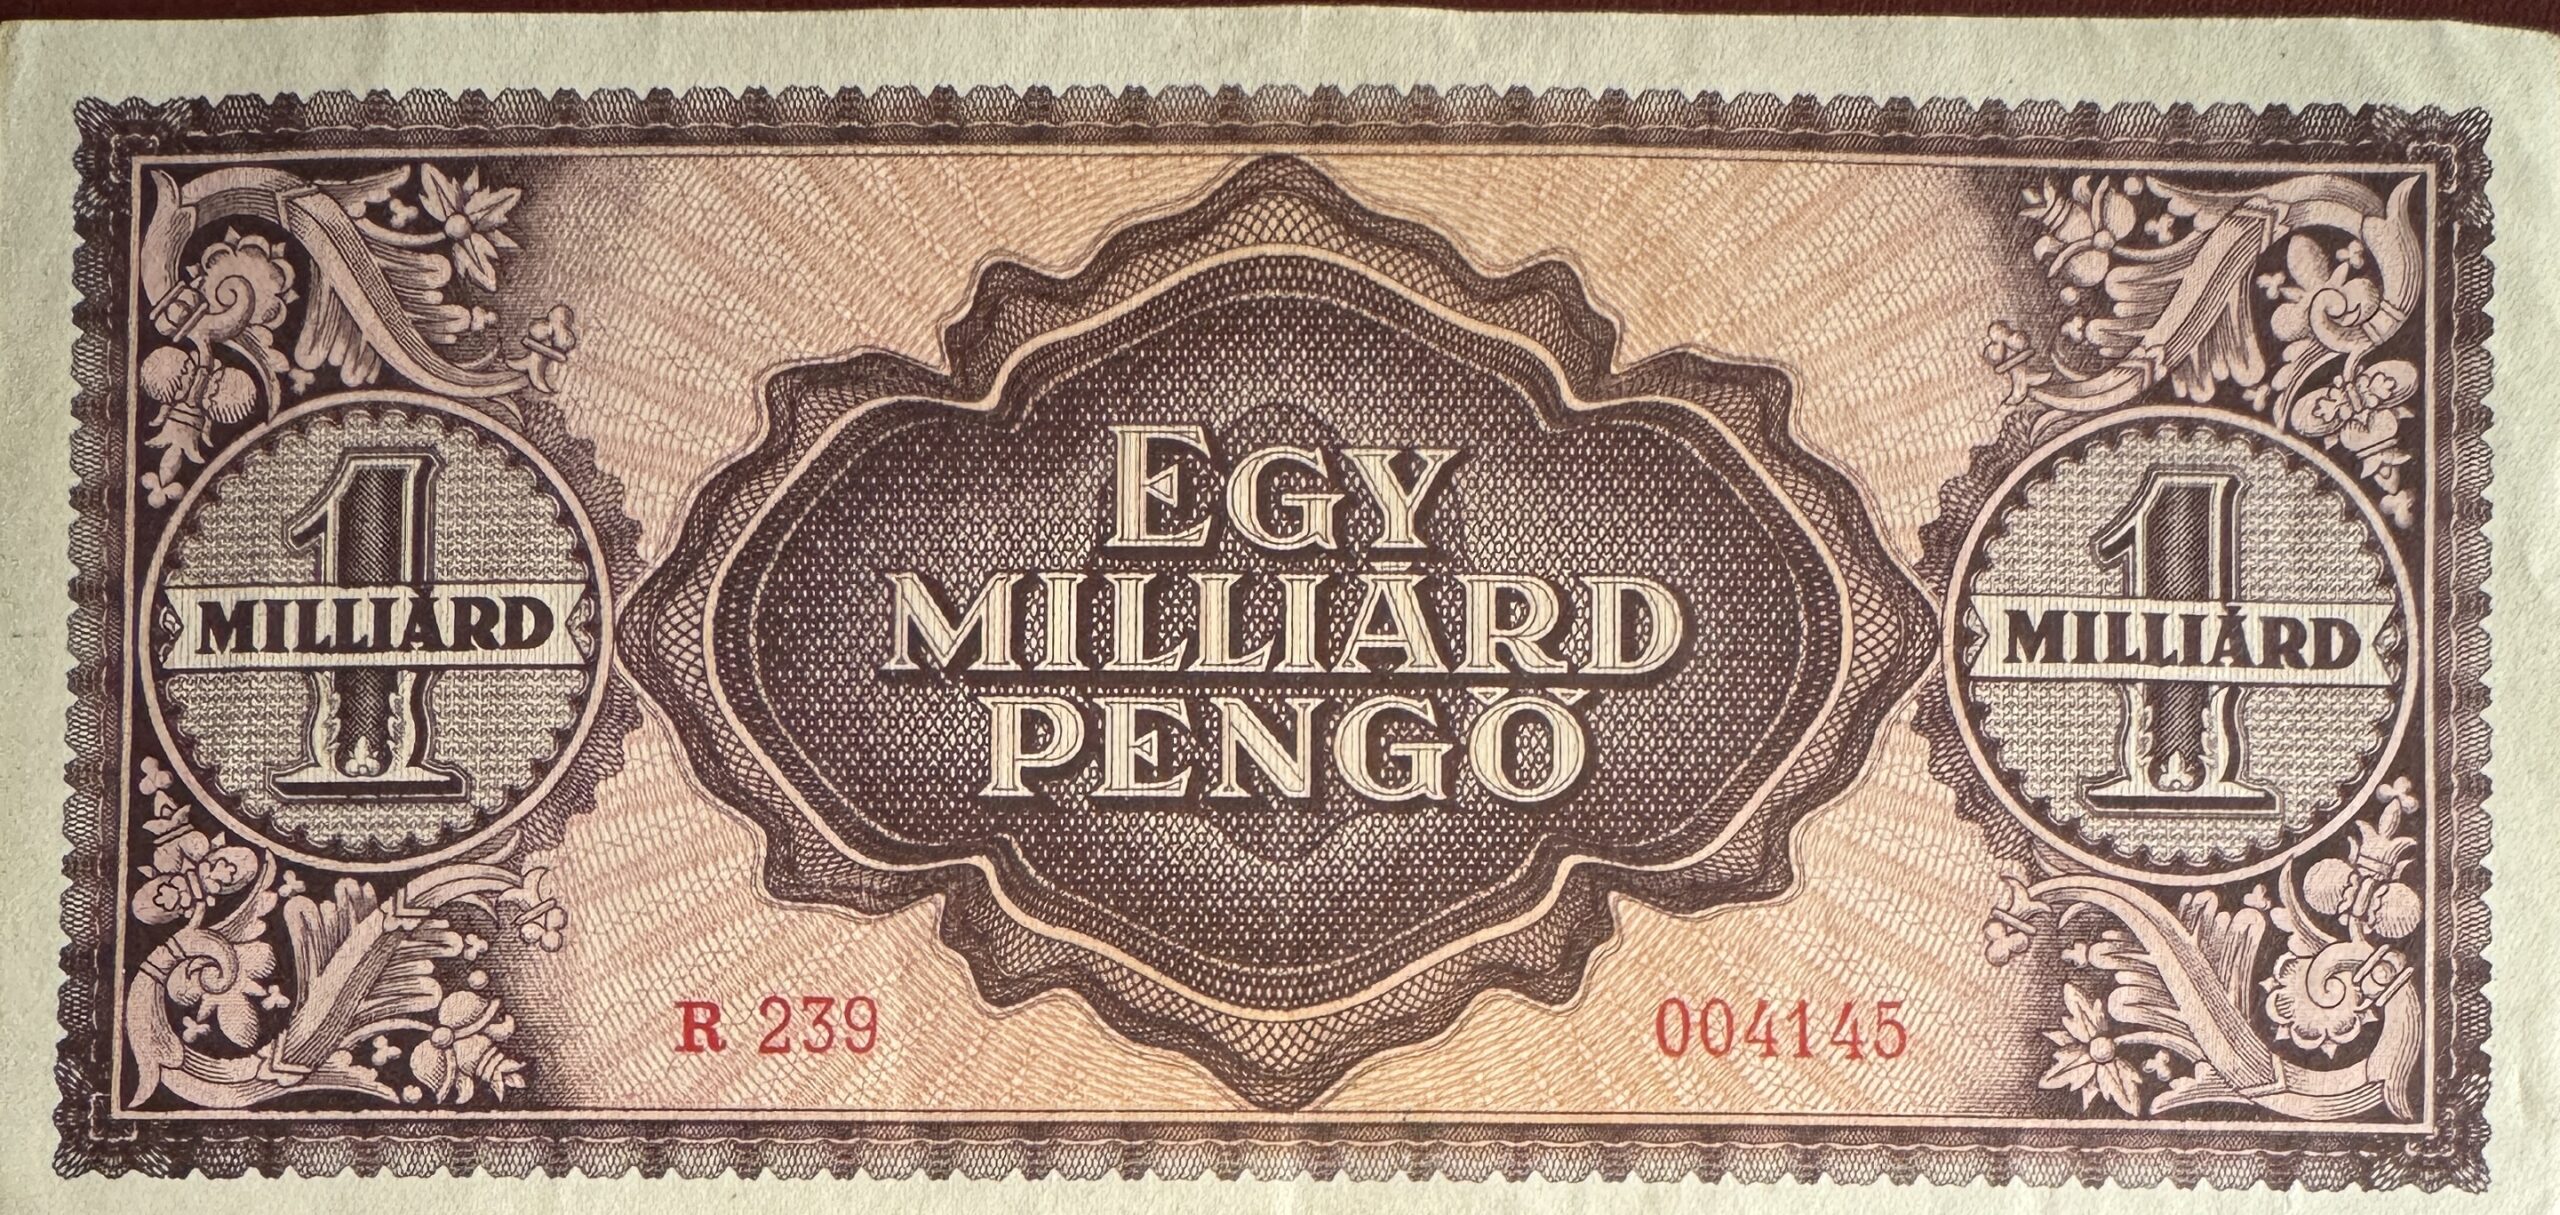 1
MILLIÁRD
EGY
MILLIÁRD
PENGŐ
1
MILLIÁRD
R 239
004145